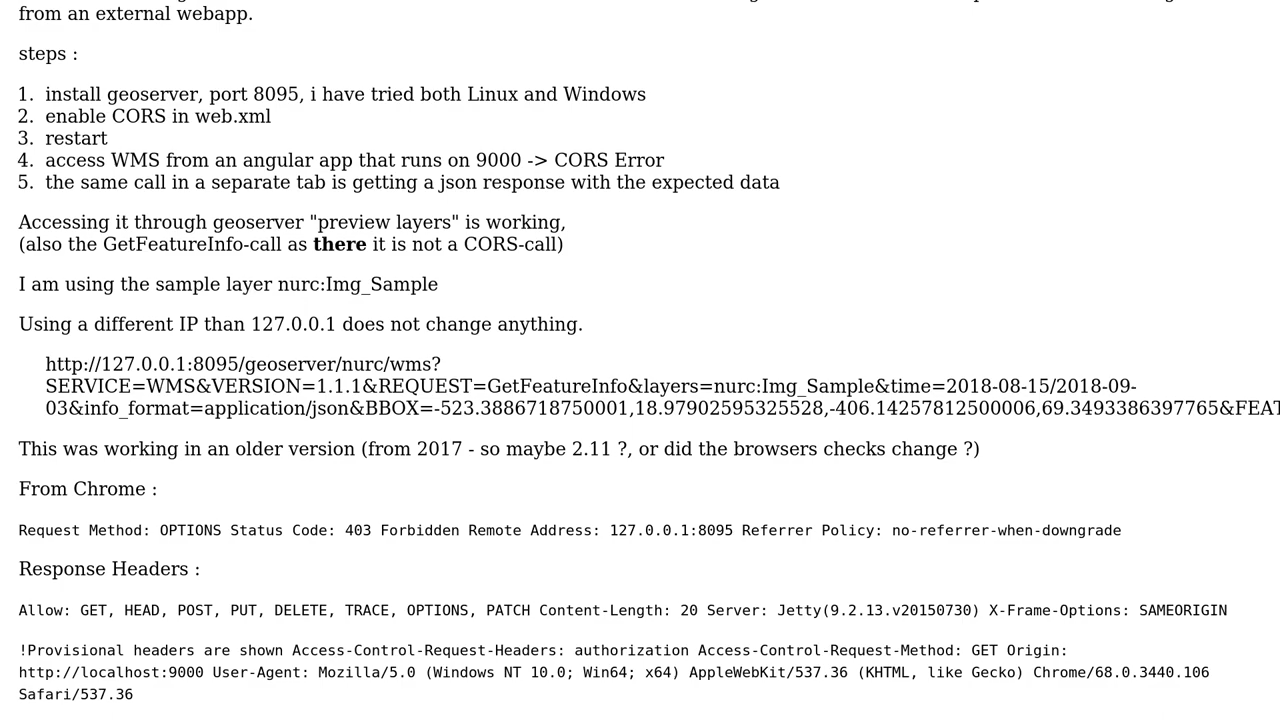 from an external webapp.
steps :
1. install geoserver, port 8095, i have tried both Linux and Windows
2. enable CORS in web.xml
3. restart
4. access WMS from an angular app that runs on 9000 -> CORS Error
5. the same call in a separate tab is getting a json response with the expected data
Accessing it through geoserver "preview layers" is working,
(also the GetFeatureInfo-call as there it is not a CORS-call)
I am using the sample layer nurc:Img_Sample
Using a different IP than 127.0.0.1 does not change anything.
http://127.0.0.1:8095/geoserver/nurc/wms?
SERVICE=WMS&VERSION=1.1.1&REQUEST=GetFeatureInfo&layers=nurc:Img_Sample&time=2018-08-15/2018-09-
03&info_format=application/json&BBOX=-523.3886718750001,18.97902595325528,-406.14257812500006,69.3493386397765&FEAT
This was working in an older version (from 2017 - so maybe 2.11 ?, or did the browsers checks change ?)
From Chrome :
Request Method: OPTIONS Status Code: 403 Forbidden Remote Address: 127.0.0.1:8095 Referrer Policy: no-referrer-when-downgrade
Response Headers :
Allow: GET, HEAD, POST, PUT, DELETE, TRACE, OPTIONS, PATCH Content-Length: 20 Server: Jetty(9.2.13.v20150730) X-Frame-Options: SAMEORIGIN
!Provisional headers are shown Access-Control-Request-Headers: authorization Access-Control-Request-Method: GET Origin:
http://localhost:9000 User-Agent: Mozilla/5.0 (Windows NT 10.0; Win64; x64) AppleWebKit/537.36 (KHTML, like Gecko) Chrome/68.0.3440.106
Safari/537.36